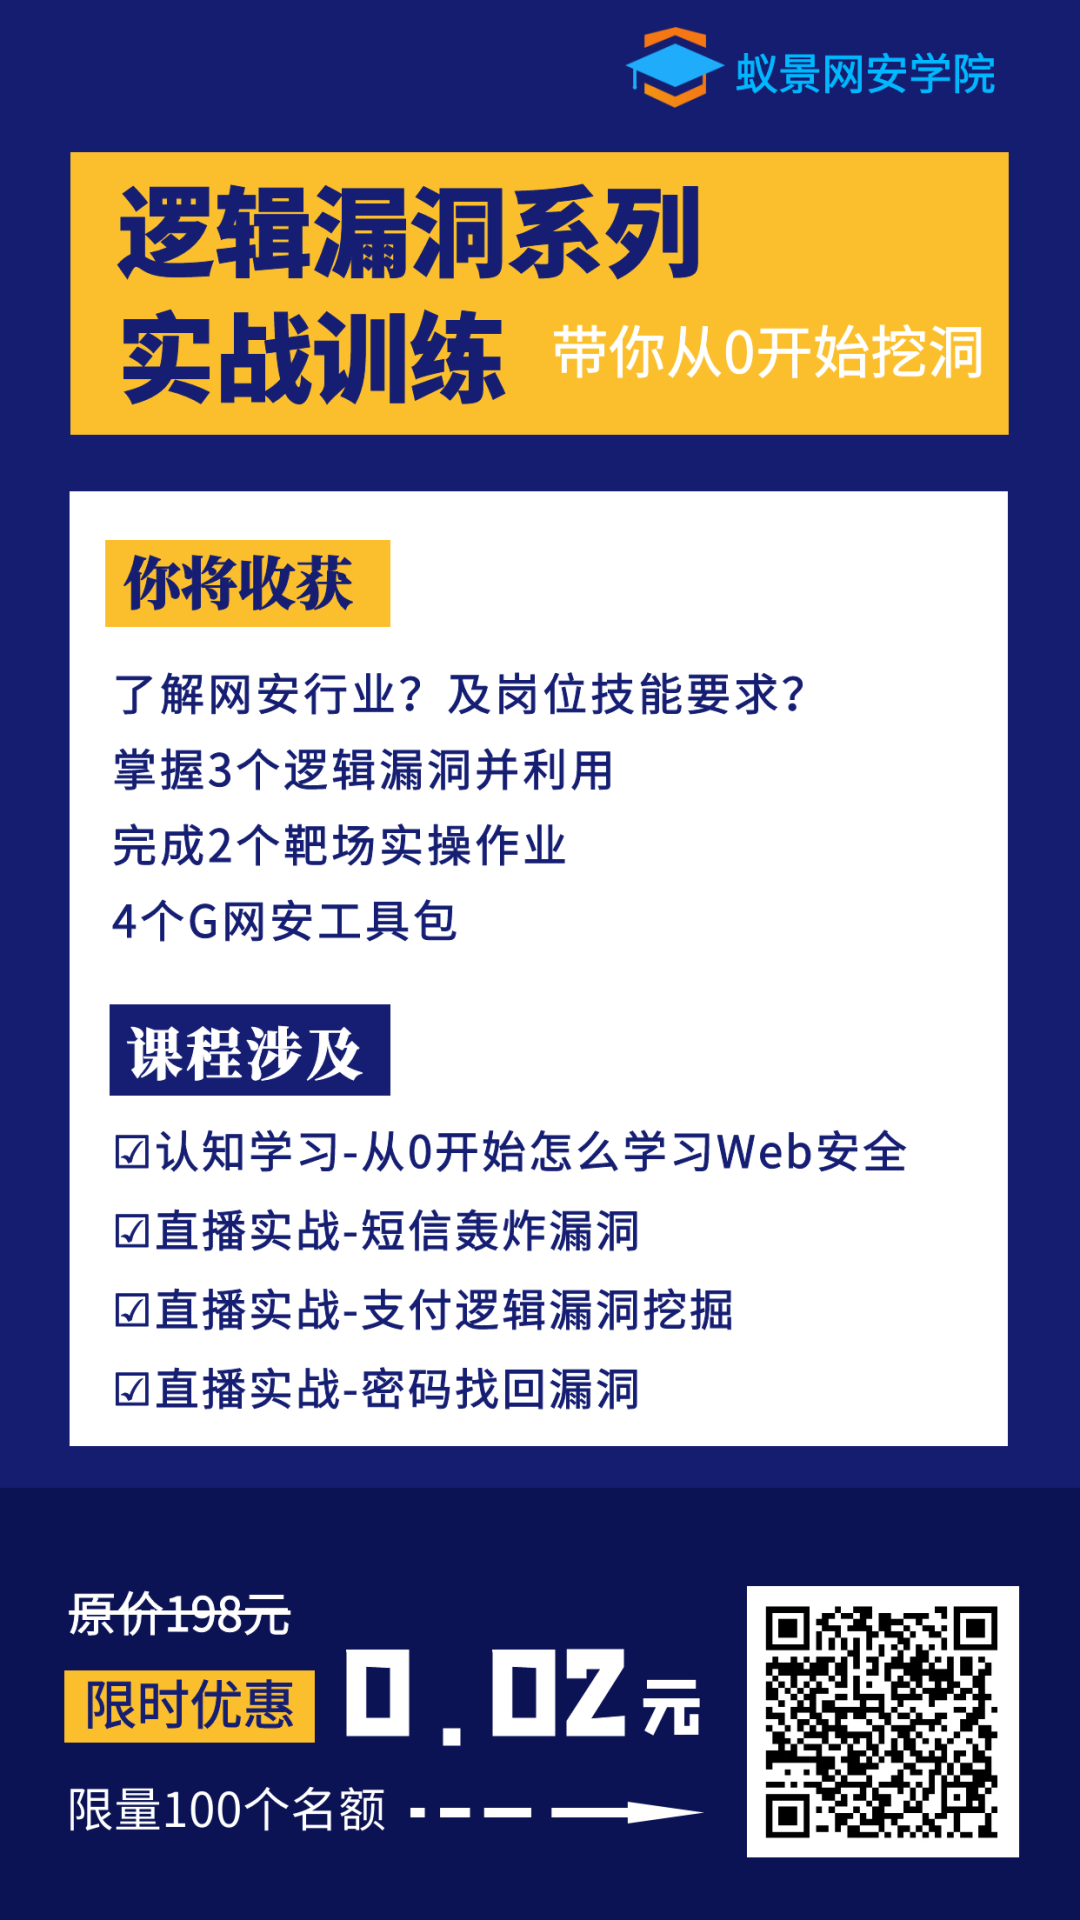 蚁景网安学院
逻辑漏洞系列
实战训练 带你从0开始挖洞
你将收获
了解网安行业？及岗位技能要求？
掌握3个逻辑漏洞并利用
完成2个靶场实操作业
4个G网安工具包
课程涉及
☑认知学习-从0开始怎么学习Web安全
☑直播实战-短信轰炸漏洞
☑直播实战-支付逻辑漏洞挖掘
☑直播实战-密码找回漏洞
原价198元
限时优惠 0.02元
限量100个名额